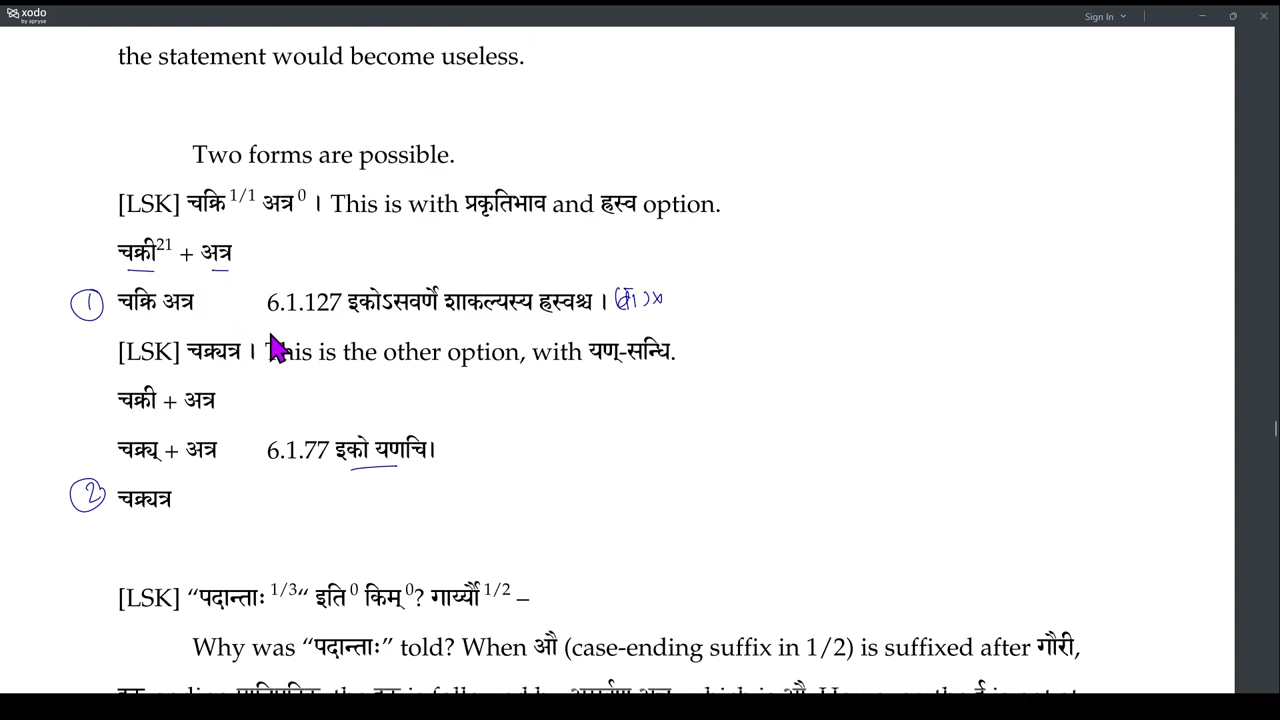 xodo
by apryse
Sign In
the statement would become useless.
Two forms are possible.
[LSK] चक्रि 1/1 अत्र 0 । This is with प्रकृतिभाव and ह्रस्व option.
चक्री21 + अत्र
1 चक्रि अत्र 6.1.127 इकोऽसवर्णे शाकल्यस्य ह्रस्वश्च ।
[LSK] चक्र्यत्र । This is the other option, with यण्-सन्धि.
चक्री + अत्र
चक्र्य् + अत्र 6.1.77 इको यणचि।
2 चक्र्यत्र
[LSK] “पदान्ताः 1/3“ इति 0 किम् 0? गौर्य्यौ 1/2 –
Why was “पदान्ताः” told? When औ (case-ending suffix in 1/2) is suffixed after गौरी,